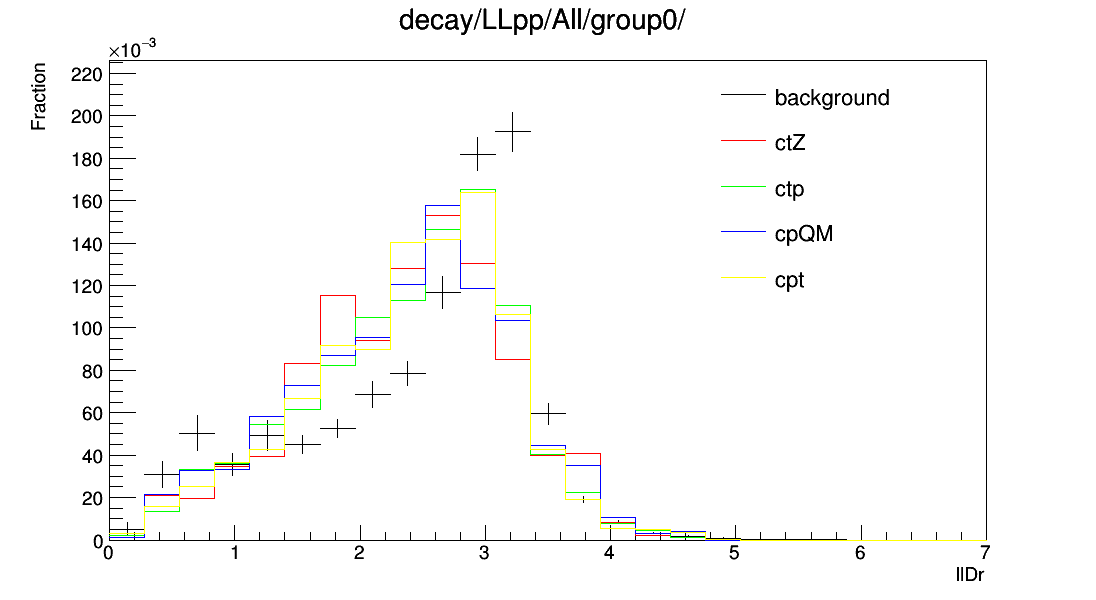 decay/LLpp/All/group0/
×10⁻³
Fraction
220
200
180
160
140
120
100
80
60
40
20
0
background
ctZ
ctp
cpQM
cpt
0 1 2 3 4 5 6 7
llDr